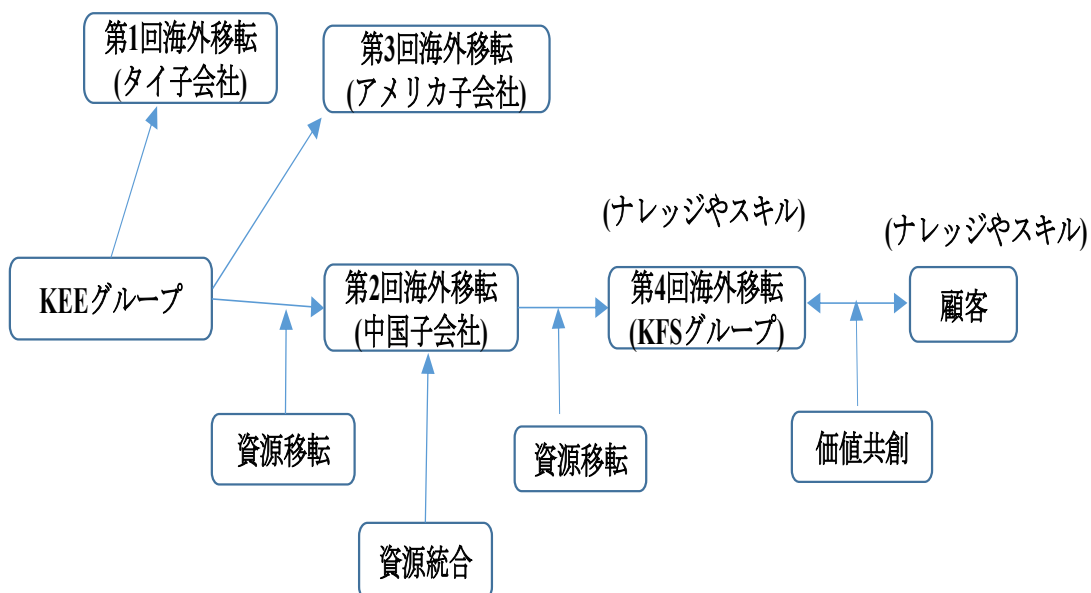 第1回海外移転
(タイ子会社)
第3回海外移転
(アメリカ子会社)
(ナレッジやスキル)
(ナレッジやスキル)
KEEグループ
第2回海外移転
(中国子会社)
第4回海外移転
(KFSグループ)
顧客
資源移転
資源移転
価値共創
資源統合